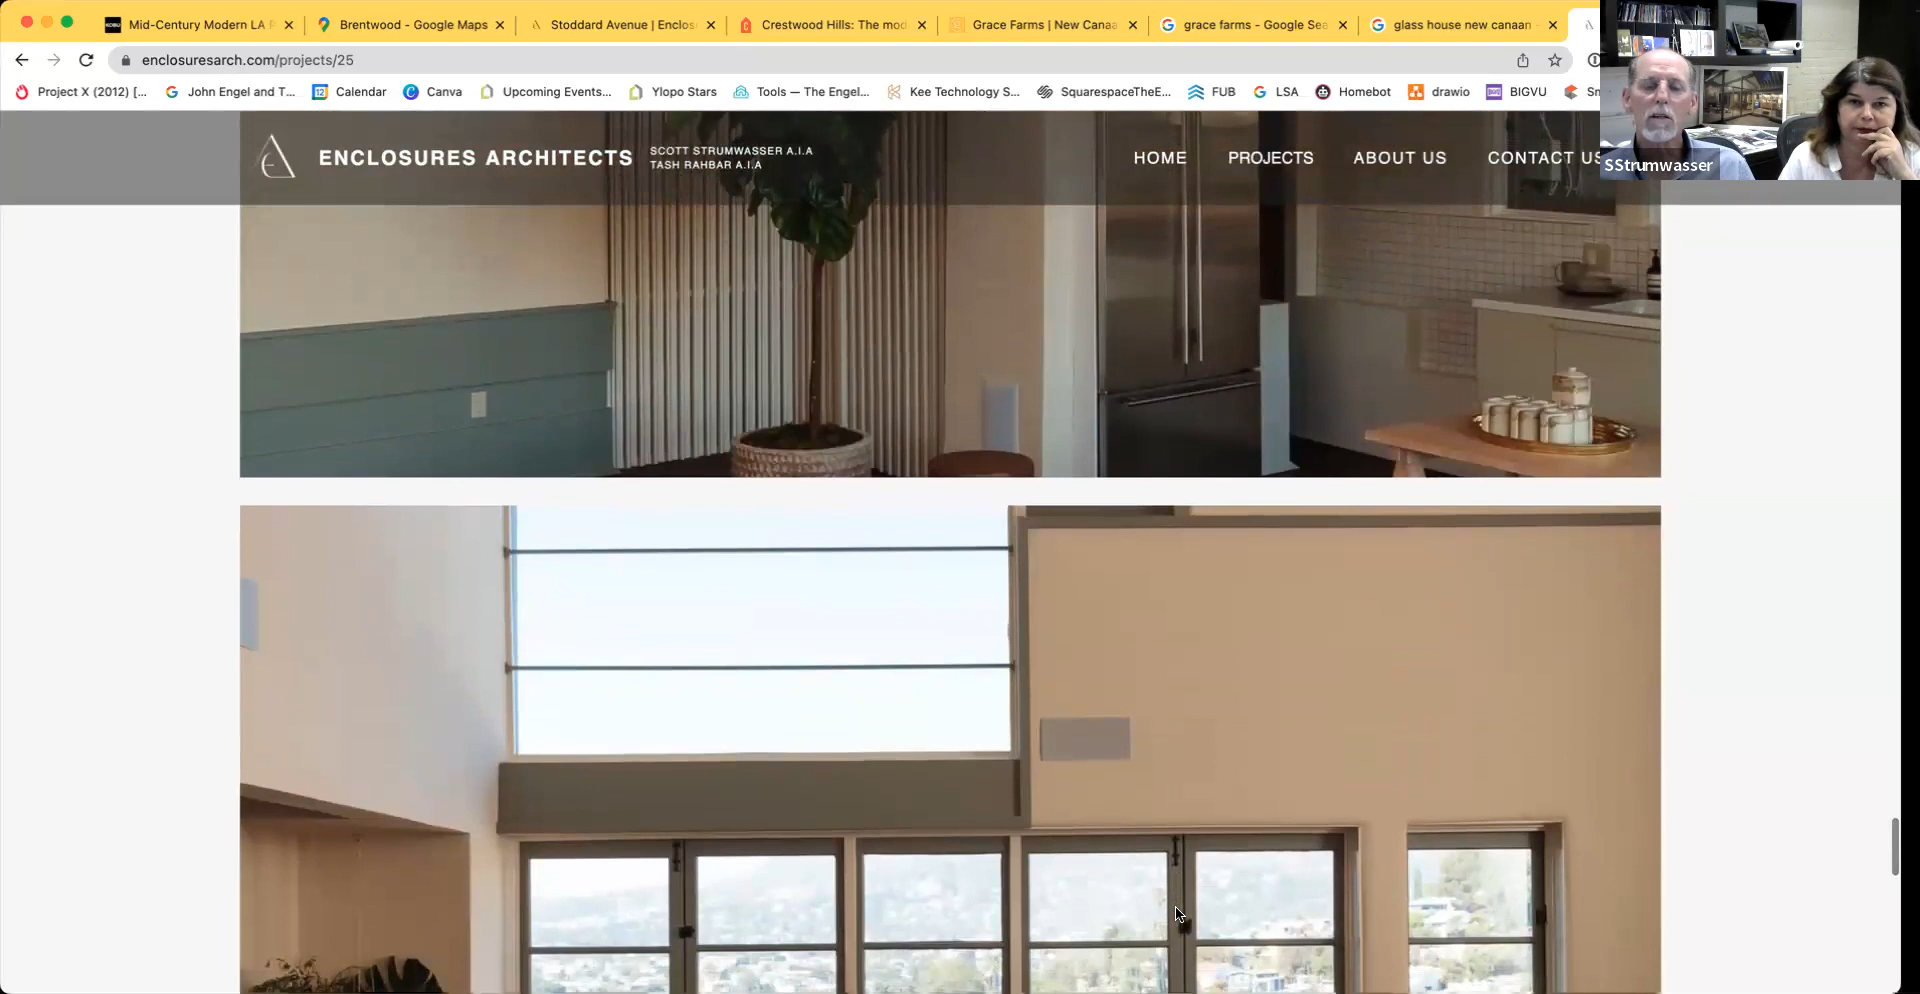 Mid-Century Modern LA
Brentwood - Google Maps
Stoddard Avenue | Enclos
Crestwood Hills: The mod
Grace Farms | New Canaa
grace farms - Google Sea
glass house new canaan -
enclosuresarch.com/projects/25
Project X (2012) [...
John Engel and T...
12 Calendar
Canva
Upcoming Events...
Ylopo Stars
Tools — The Engel...
Kee Technology S...
SquarespaceTheE...
FUB
LSA
Homebot
drawio
BIGVU
ENCLOSURES ARCHITECTS
SCOTT STRUMWASSER A.I.A
TASH RAHBAR A.I.A
HOME
PROJECTS
ABOUT US
CONTACT US
SStrumwasser